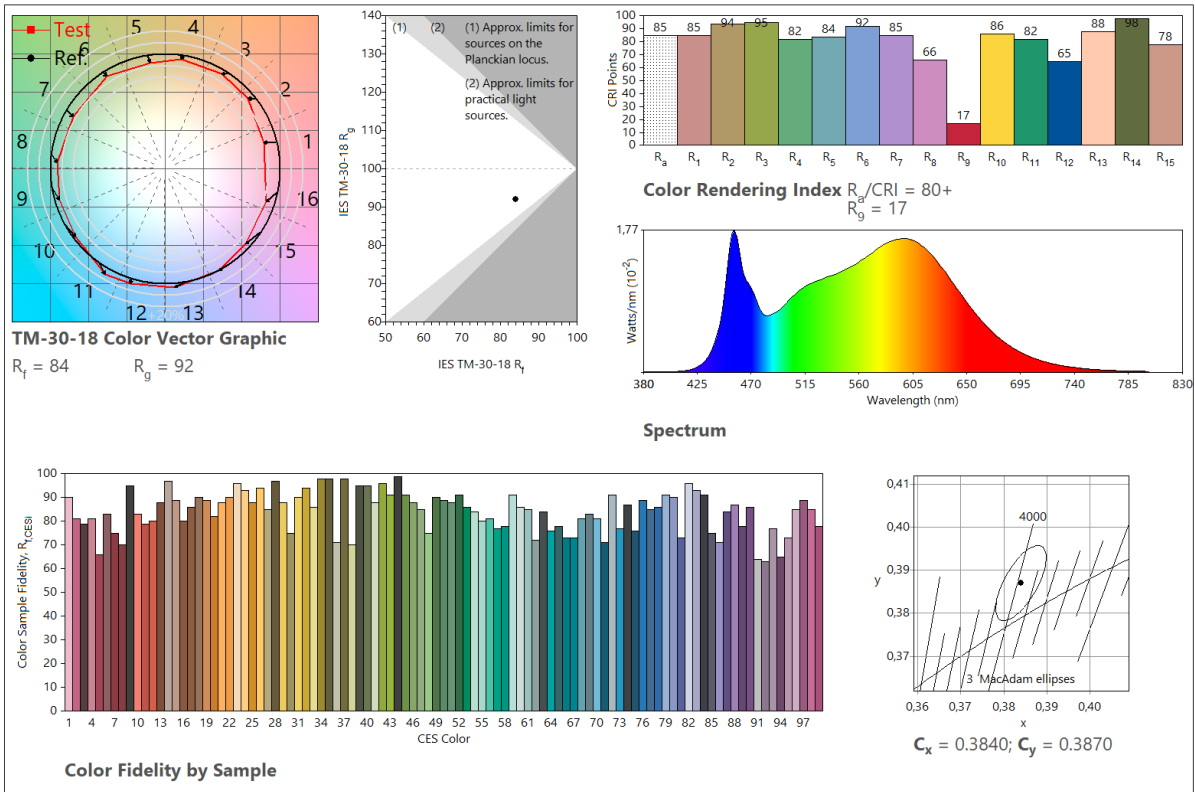 Test
Ref.
5
4
6
3
7
2
8
1
9
16
10
15
11
14
12
13
+20%
TM-30-18 Color Vector Graphic
Rf = 84 Rg = 92
IES TM-30-18 Rg
140
130
120
110
100
90
80
70
60
50 60 70 80 90 100
IES TM-30-18 Rf
(1) (2) (1) Approx. limits for
sources on the
Planckian locus.
(2) Approx. limits for
practical light
sources.
CRI Points
100
90
80
70
60
50
40
30
20
10
0
85 85 94 95 82 84 92 85 66 17 86 82 65 88 98 78
Ra R1 R2 R3 R4 R5 R6 R7 R8 R9 R10 R11 R12 R13 R14 R15
Color Rendering Index Ra/CRI = 80+
R9 = 17
1,77
Watts/nm (10-2)
380 425 470 515 560 605 650 695 740 785 830
Wavelength (nm)
Spectrum
Color Sample Fidelity, Rf,CESi
100
90
80
70
60
50
40
30
20
10
0
1 4 7 10 13 16 19 22 25 28 31 34 37 40 43 46 49 52 55 58 61 64 67 70 73 76 79 82 85 88 91 94 97
CES Color
Color Fidelity by Sample
0,41
0,40
0,39
0,38
0,37
y
4000
3 MacAdam ellipses
0,36 0,37 0,38 0,39 0,40
x
Cx = 0.3840; Cy = 0.3870